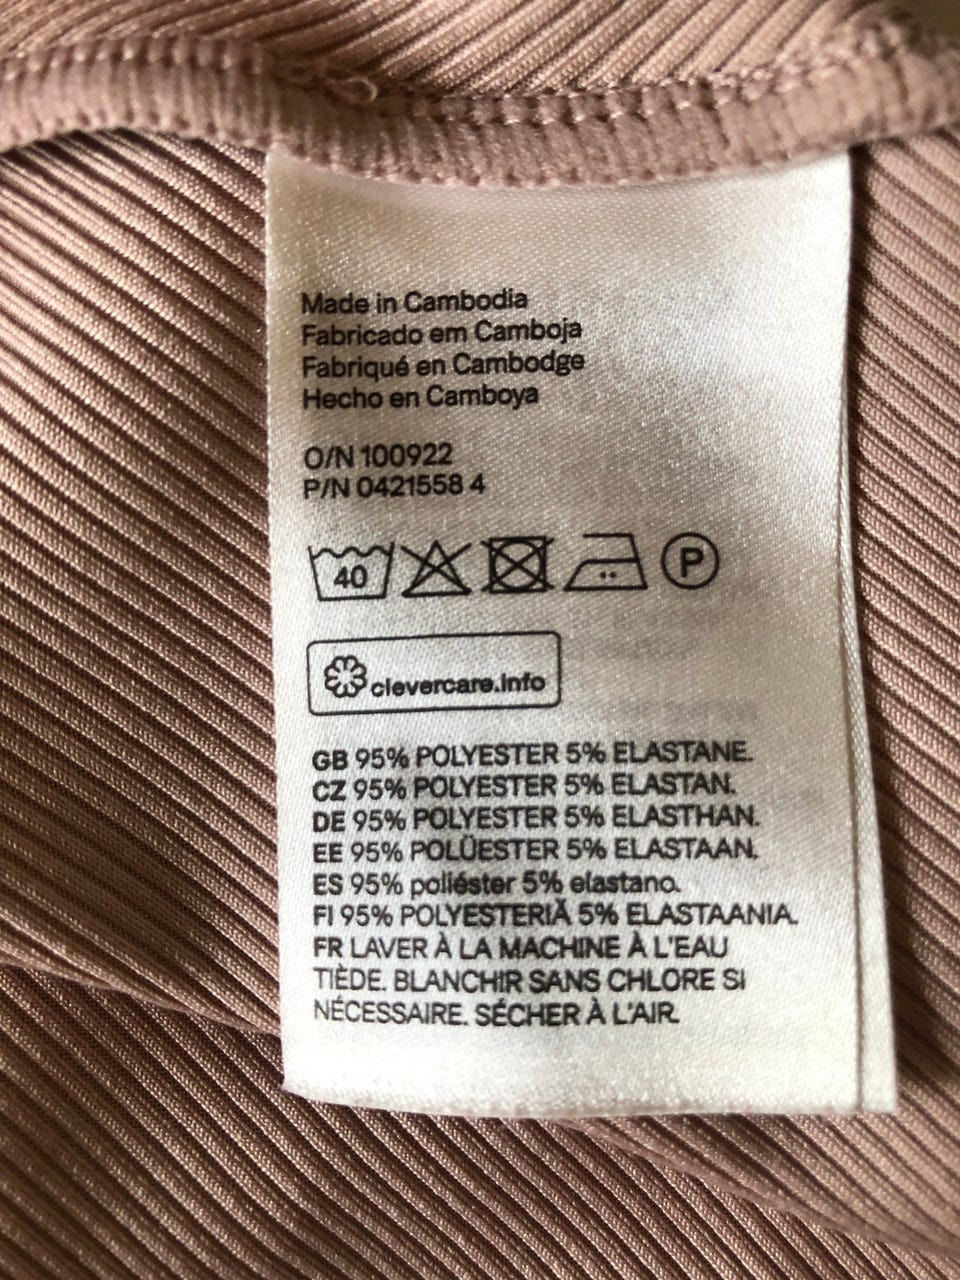 Made in Cambodia
Fabricado em Camboja
Fabriqué en Cambodge
Hecho en Camboya
O/N 100922
P/N 0421558 4
40 P
clevercare.info
GB 95% POLYESTER 5% ELASTANE.
CZ 95% POLYESTER 5% ELASTAN.
DE 95% POLYESTER 5% ELASTHAN.
EE 95% POLÜESTER 5% ELASTAAN.
ES 95% poliéster 5% elastano.
FI 95% POLYESTERIÄ 5% ELASTAANIA.
FR LAVER À LA MACHINE À L'EAU
TIÈDE. BLANCHIR SANS CHLORE SI
NÉCESSAIRE. SÉCHER À L'AIR.